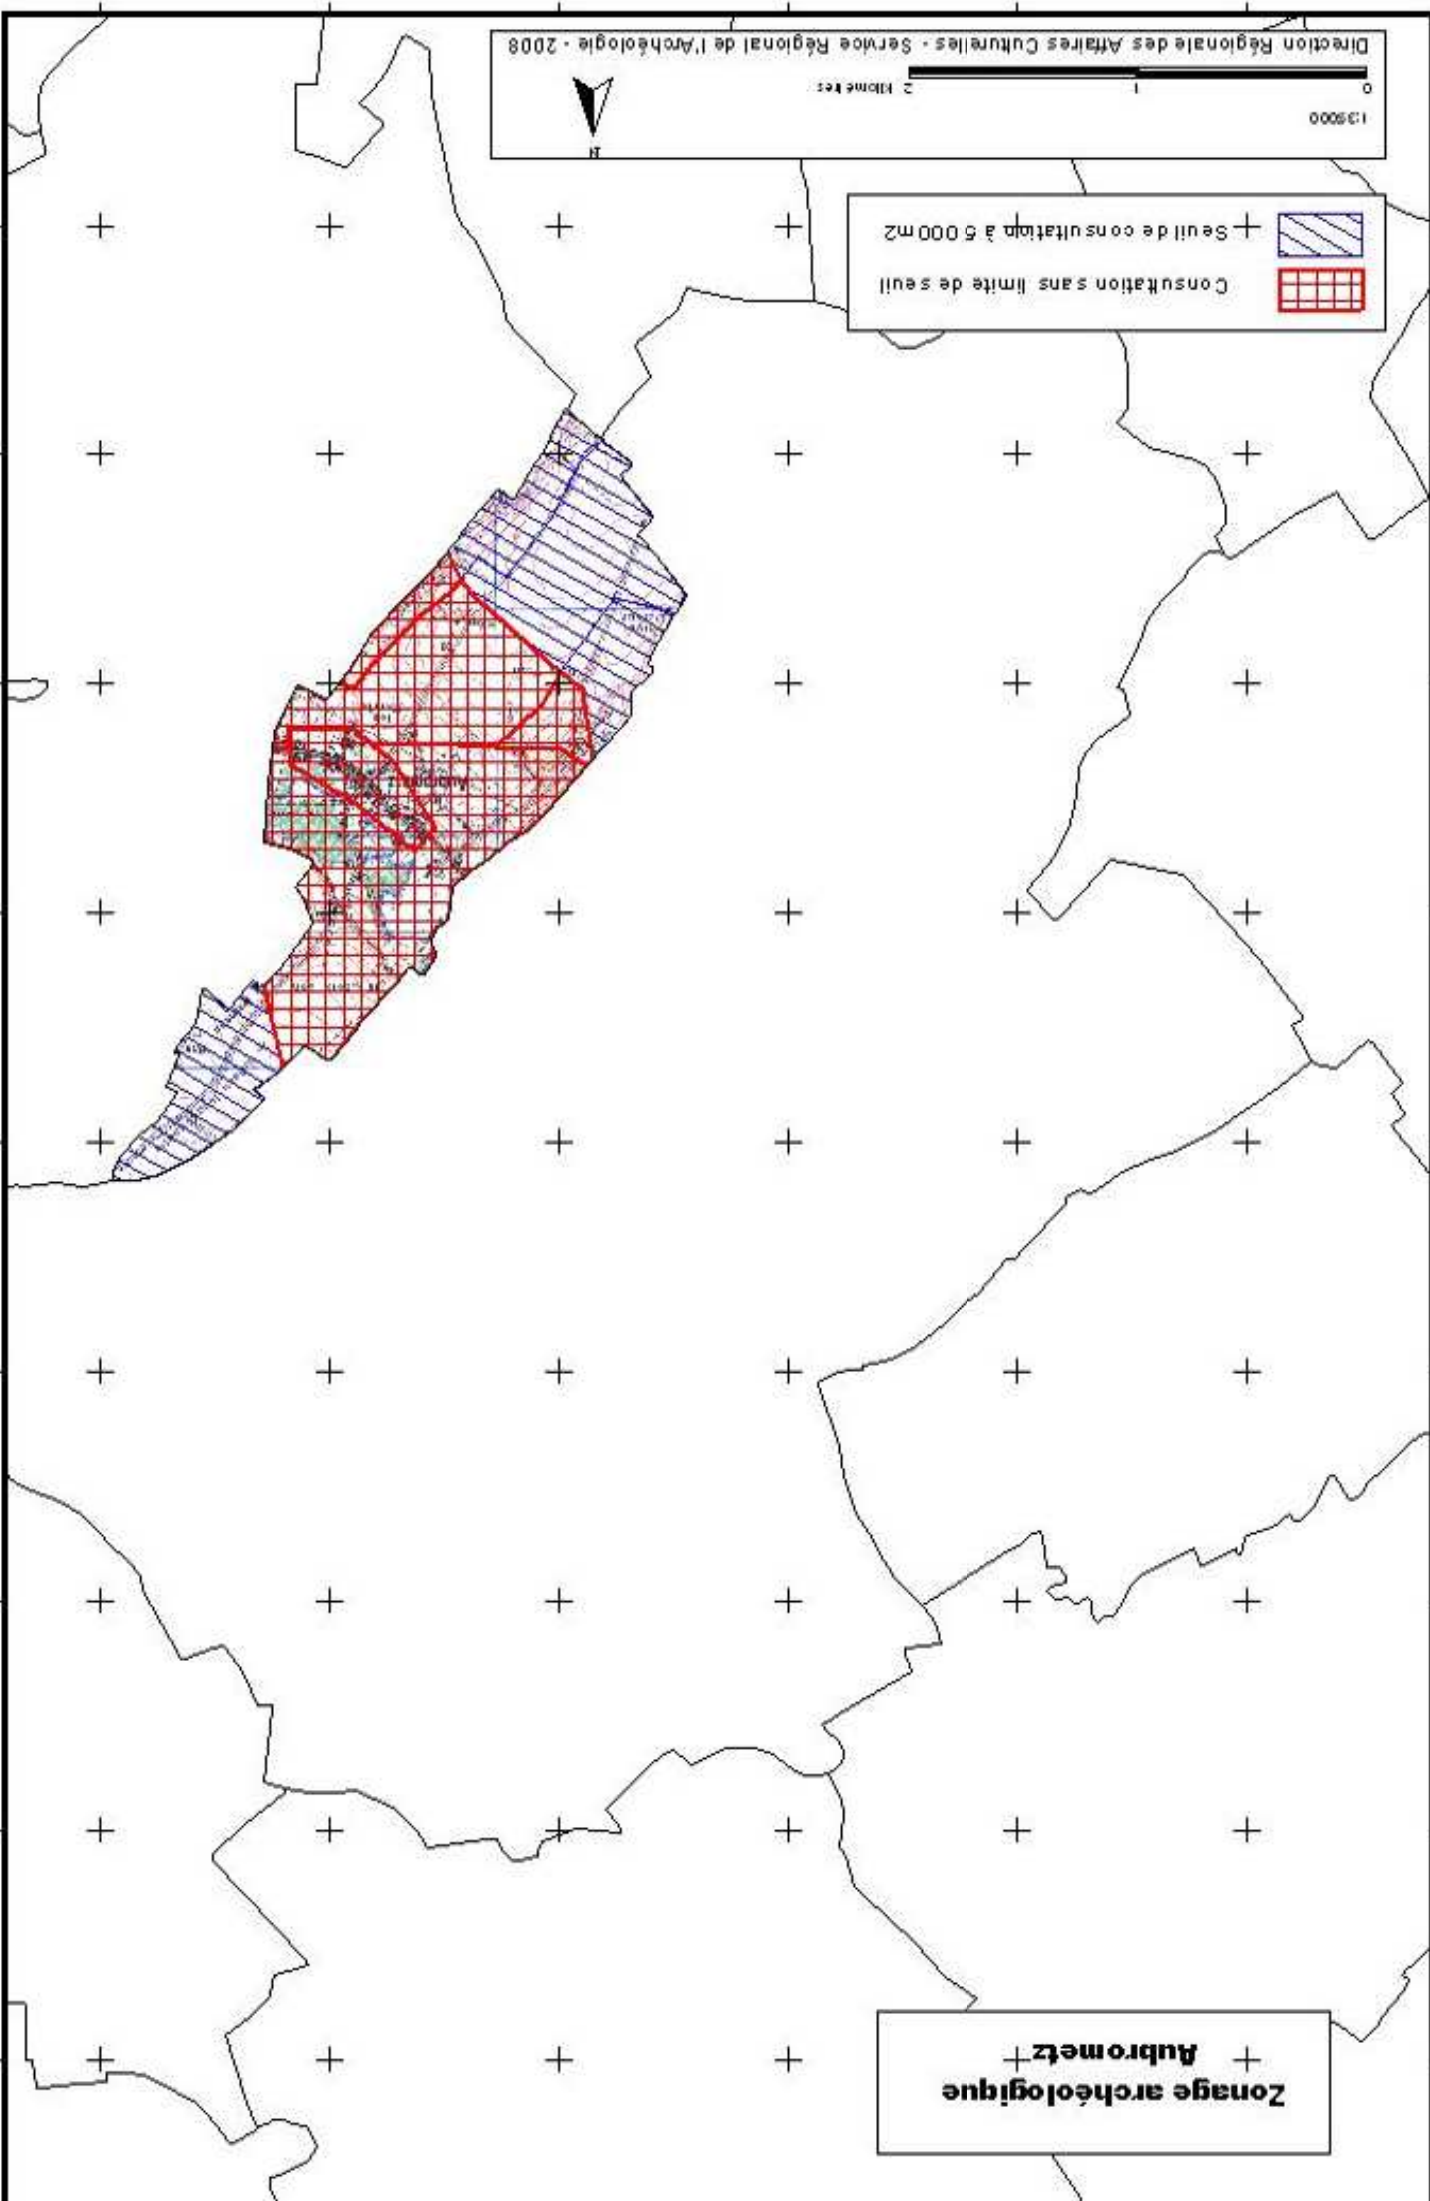 Zonage archéologique
Aubrometz
Consultation sans limite de seuil
Seuil de consultation à 5 000 m2
1:35000
0 1 2 Kilomètres
N
Direction Régionale des Affaires Culturelles - Service Régional de l'Archéologie - 2008